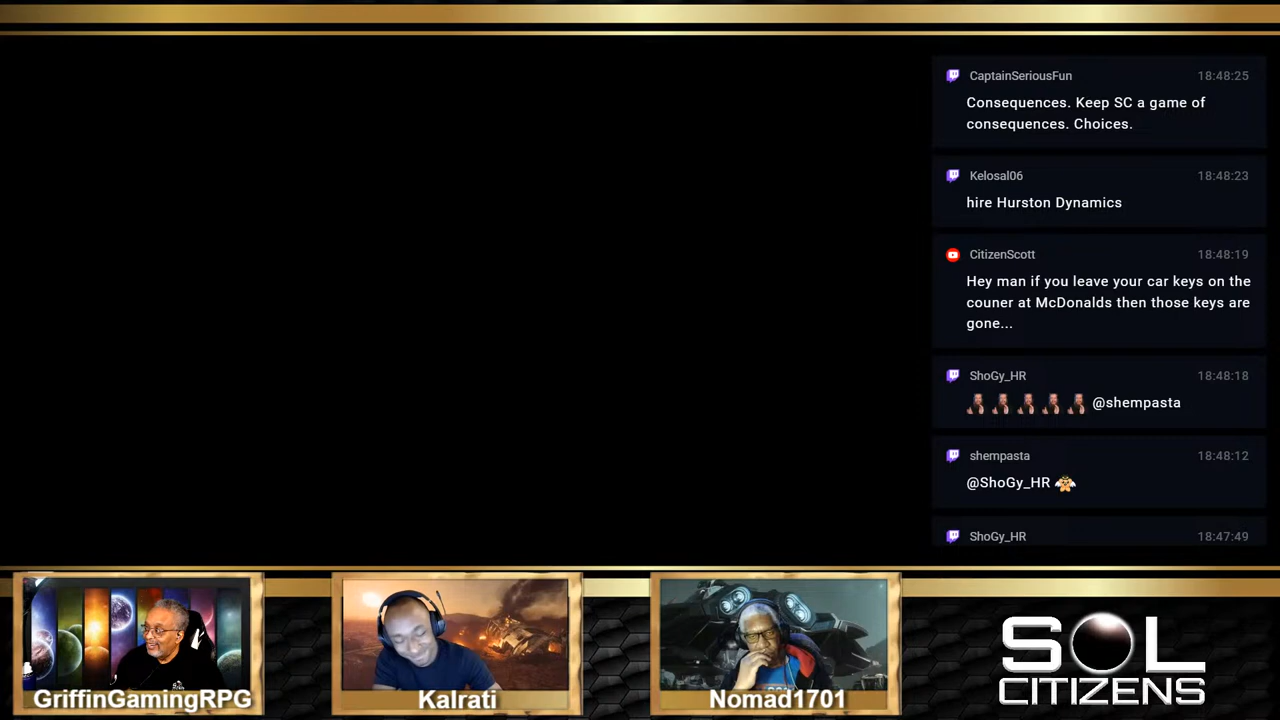 CaptainSeriousFun 18:48:25
Consequences. Keep SC a game of
consequences. Choices.
Kelosal06 18:48:23
hire Hurston Dynamics
CitizenScott 18:48:19
Hey man if you leave your car keys on the
couner at McDonalds then those keys are
gone...
ShoGy_HR 18:48:18
@shempasta
shempasta 18:48:12
@ShoGy_HR
ShoGy_HR 18:47:49
GriffinGamingRPG
Kalrati
Nomad1701
SOL
CITIZENS